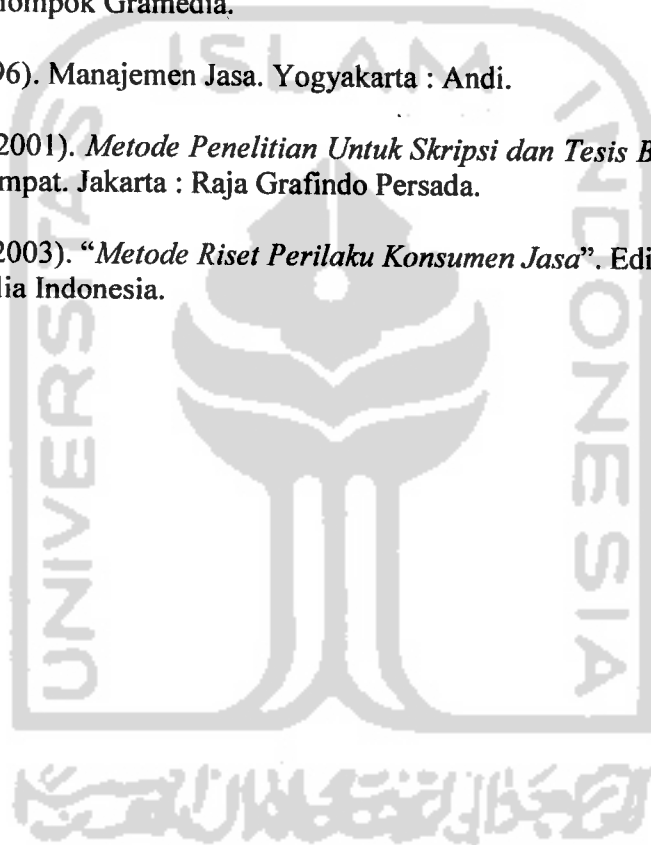 lompok Gramedia.
96). Manajemen Jasa. Yogyakarta : Andi.
2001). Metode Penelitian Untuk Skripsi dan Tesis B
mpat. Jakarta : Raja Grafindo Persada.
2003). “Metode Riset Perilaku Konsumen Jasa”. Edi
lia Indonesia.
UNIVERSITAS
ISLAM
INDONESIA